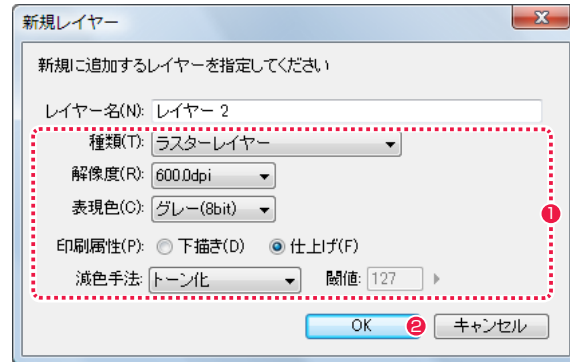 新規レイヤー
新規に追加するレイヤーを指定してください
レイヤー名(N): レイヤー 2
種類(T): ラスターレイヤー
解像度(R): 600.0dpi
表現色(C): グレー(8bit)
1
印刷属性(P): 下描き(D) 仕上げ(F)
減色手法: トーン化 閾値: 127
OK 2 キャンセル